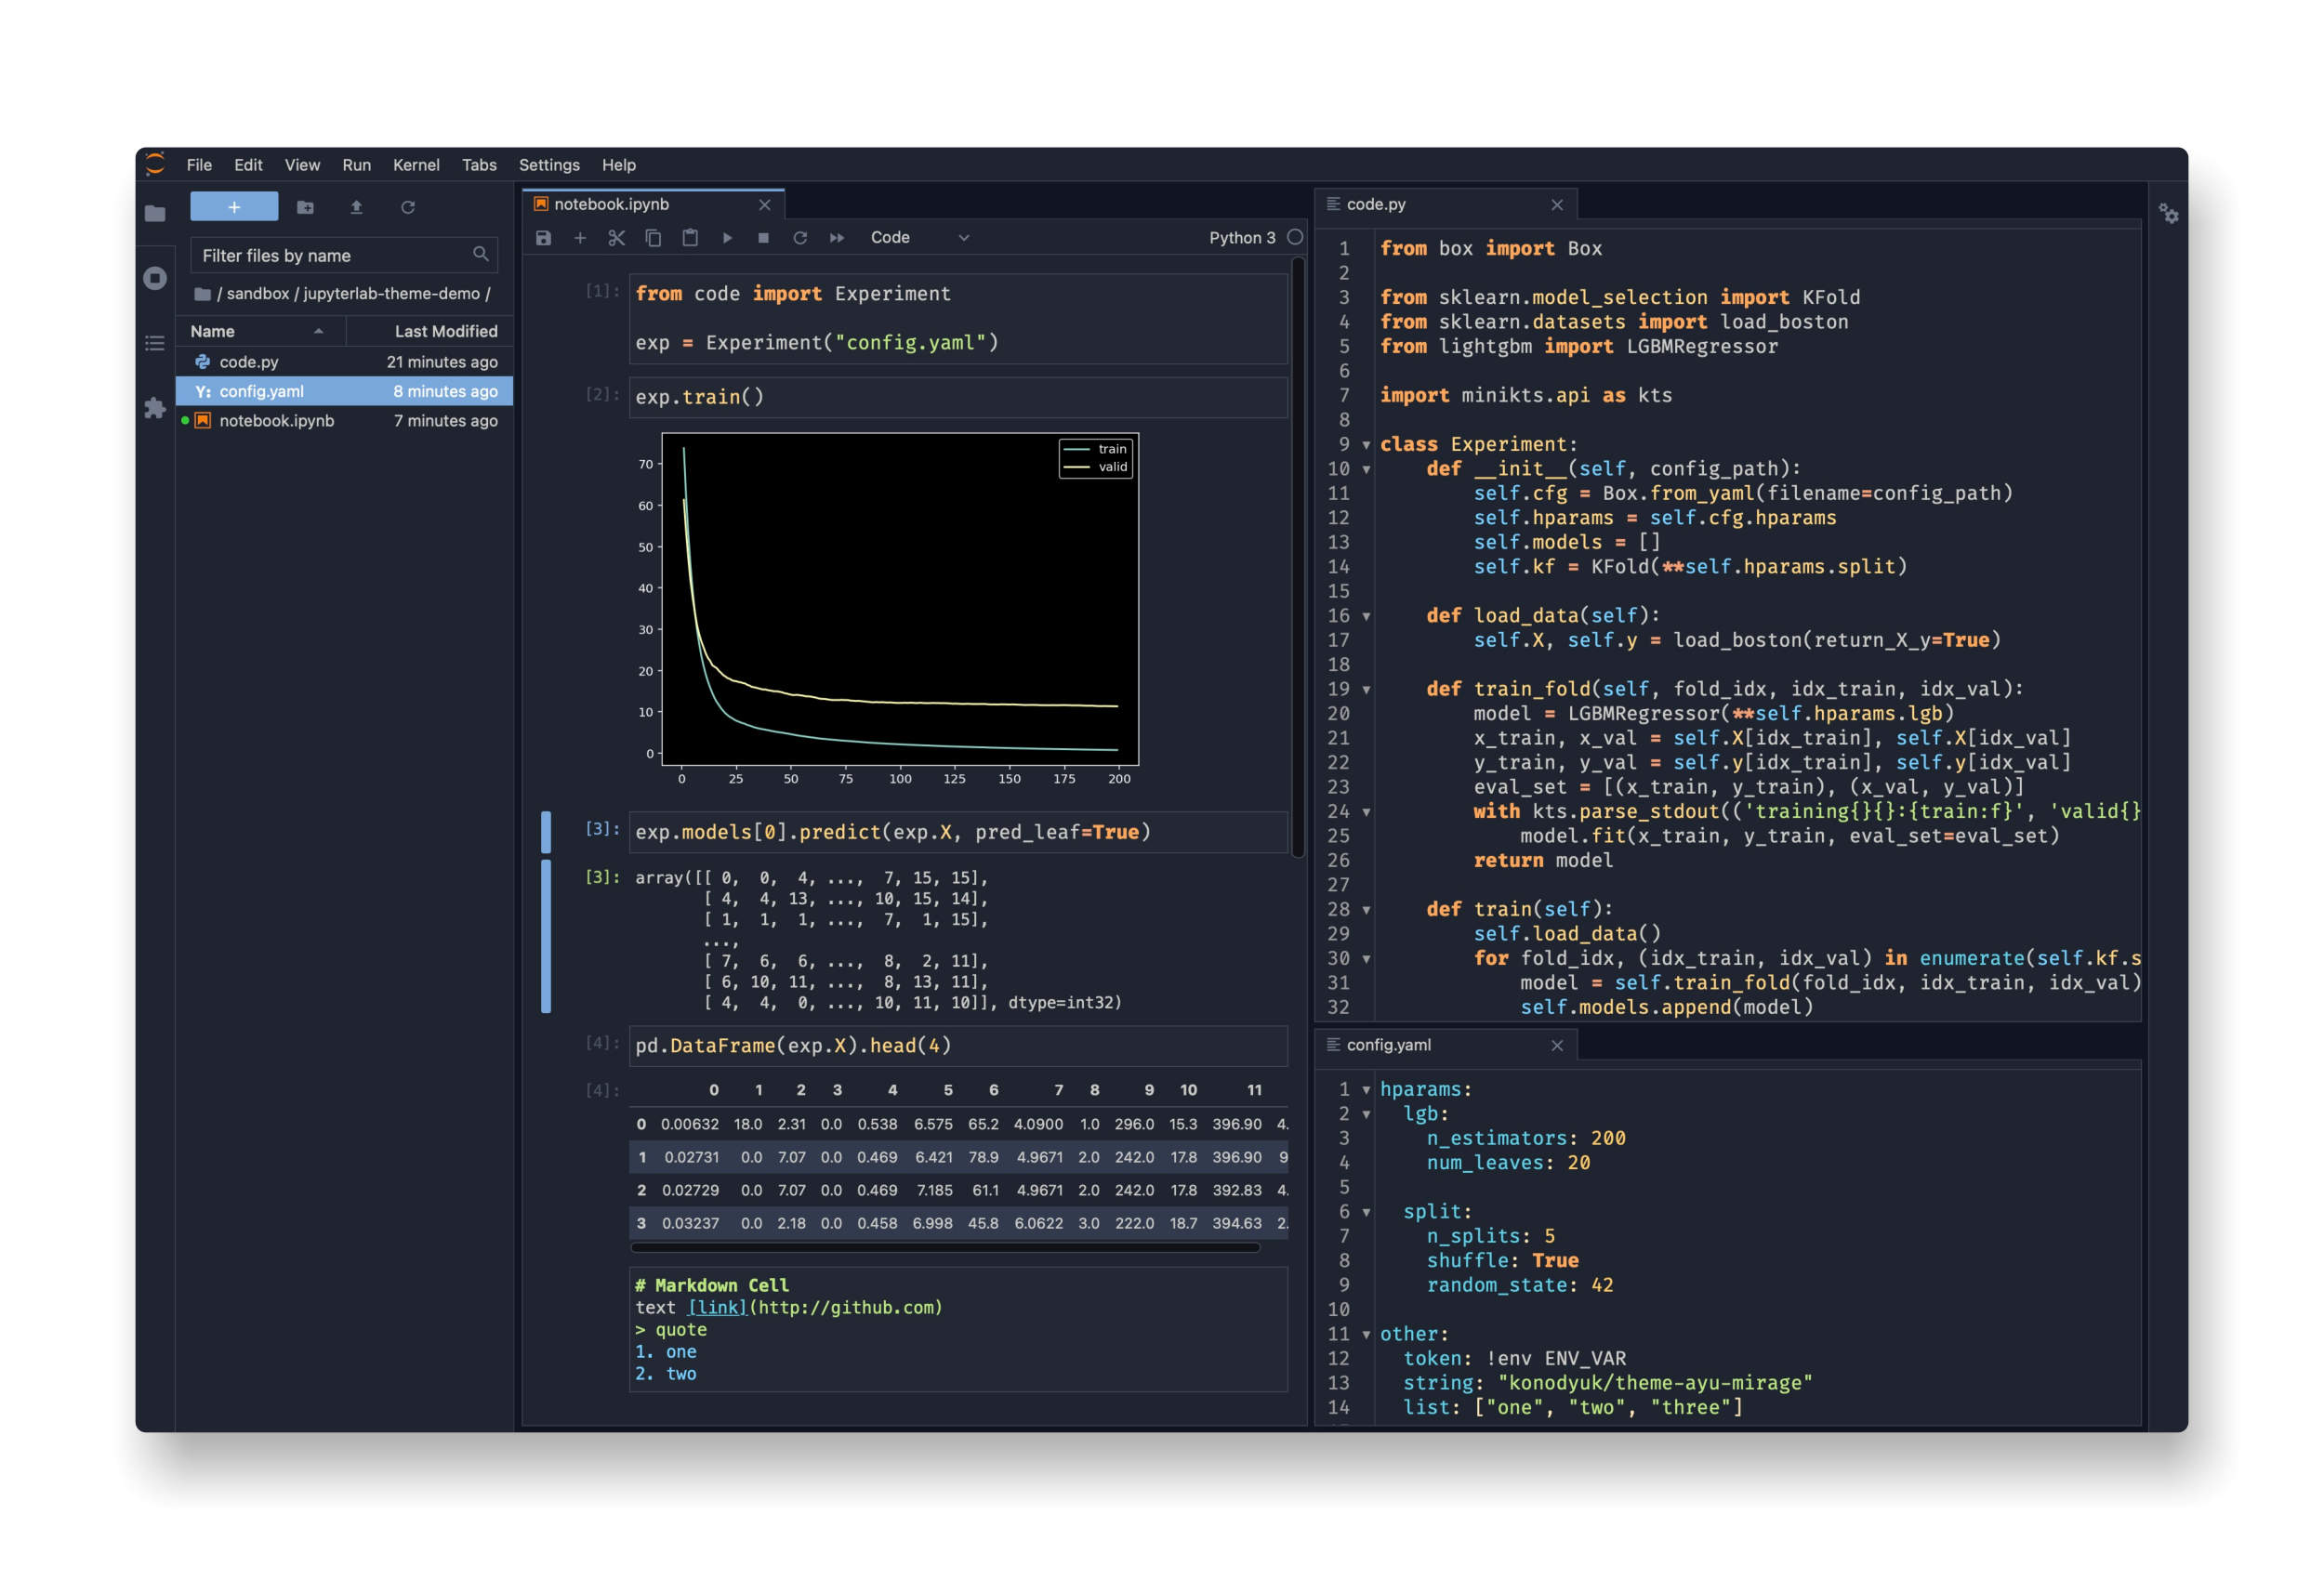 File Edit View Run Kernel Tabs Settings Help
+
Filter files by name
/ sandbox / jupyterlab-theme-demo /
Name Last Modified
code.py 21 minutes ago
Y: config.yaml 8 minutes ago
notebook.ipynb 7 minutes ago
notebook.ipynb
Code Python 3
[1]: from code import Experiment
exp = Experiment("config.yaml")
[2]: exp.train()
train
valid
70
60
50
40
30
20
10
0
0 25 50 75 100 125 150 175 200
[3]: exp.models[0].predict(exp.X, pred_leaf=True)
[3]: array([[ 0, 0, 4, ..., 7, 15, 15],
[ 4, 4, 13, ..., 10, 15, 14],
[ 1, 1, 1, ..., 7, 1, 15],
...,
[ 7, 6, 6, ..., 8, 2, 11],
[ 6, 10, 11, ..., 8, 13, 11],
[ 4, 4, 0, ..., 10, 11, 10]], dtype=int32)
[4]: pd.DataFrame(exp.X).head(4)
[4]: 0 1 2 3 4 5 6 7 8 9 10 11
0 0.00632 18.0 2.31 0.0 0.538 6.575 65.2 4.0900 1.0 296.0 15.3 396.90 4.
1 0.02731 0.0 7.07 0.0 0.469 6.421 78.9 4.9671 2.0 242.0 17.8 396.90 9
2 0.02729 0.0 7.07 0.0 0.469 7.185 61.1 4.9671 2.0 242.0 17.8 392.83 4.
3 0.03237 0.0 2.18 0.0 0.458 6.998 45.8 6.0622 3.0 222.0 18.7 394.63 2.
# Markdown Cell
text [link](http://github.com)
> quote
1. one
2. two
code.py
1 from box import Box
2
3 from sklearn.model_selection import KFold
4 from sklearn.datasets import load_boston
5 from lightgbm import LGBMRegressor
6
7 import minikts.api as kts
8
9 class Experiment:
10 def __init__(self, config_path):
11 self.cfg = Box.from_yaml(filename=config_path)
12 self.hparams = self.cfg.hparams
13 self.models = []
14 self.kf = KFold(**self.hparams.split)
15
16 def load_data(self):
17 self.X, self.y = load_boston(return_X_y=True)
18
19 def train_fold(self, fold_idx, idx_train, idx_val):
20 model = LGBMRegressor(**self.hparams.lgb)
21 x_train, x_val = self.X[idx_train], self.X[idx_val]
22 y_train, y_val = self.y[idx_train], self.y[idx_val]
23 eval_set = [(x_train, y_train), (x_val, y_val)]
24 with kts.parse_stdout(('training{}{}:{train:f}', 'valid{}
25 model.fit(x_train, y_train, eval_set=eval_set)
26 return model
27
28 def train(self):
29 self.load_data()
30 for fold_idx, (idx_train, idx_val) in enumerate(self.kf.s
31 model = self.train_fold(fold_idx, idx_train, idx_val)
32 self.models.append(model)
config.yaml
1 hparams:
2 lgb:
3 n_estimators: 200
4 num_leaves: 20
5
6 split:
7 n_splits: 5
8 shuffle: True
9 random_state: 42
10
11 other:
12 token: !env ENV_VAR
13 string: "konodyuk/theme-ayu-mirage"
14 list: ["one", "two", "three"]